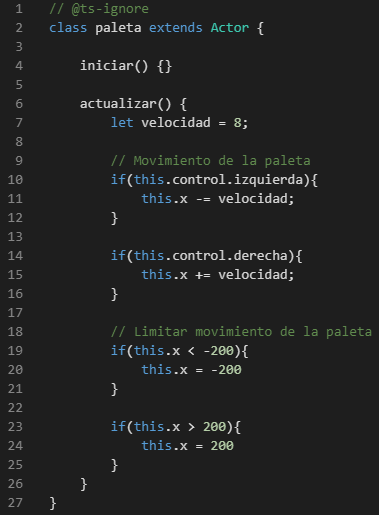 1 // @ts-ignore
2 class paleta extends Actor {
3
4     iniciar() {}
5
6     actualizar() {
7         let velocidad = 8;
8
9         // Movimiento de la paleta
10         if(this.control.izquierda){
11             this.x -= velocidad;
12         }
13
14         if(this.control.derecha){
15             this.x += velocidad;
16         }
17
18         // Limitar movimiento de la paleta
19         if(this.x < -200){
20             this.x = -200
21         }
22
23         if(this.x > 200){
24             this.x = 200
25         }
26     }
27 }